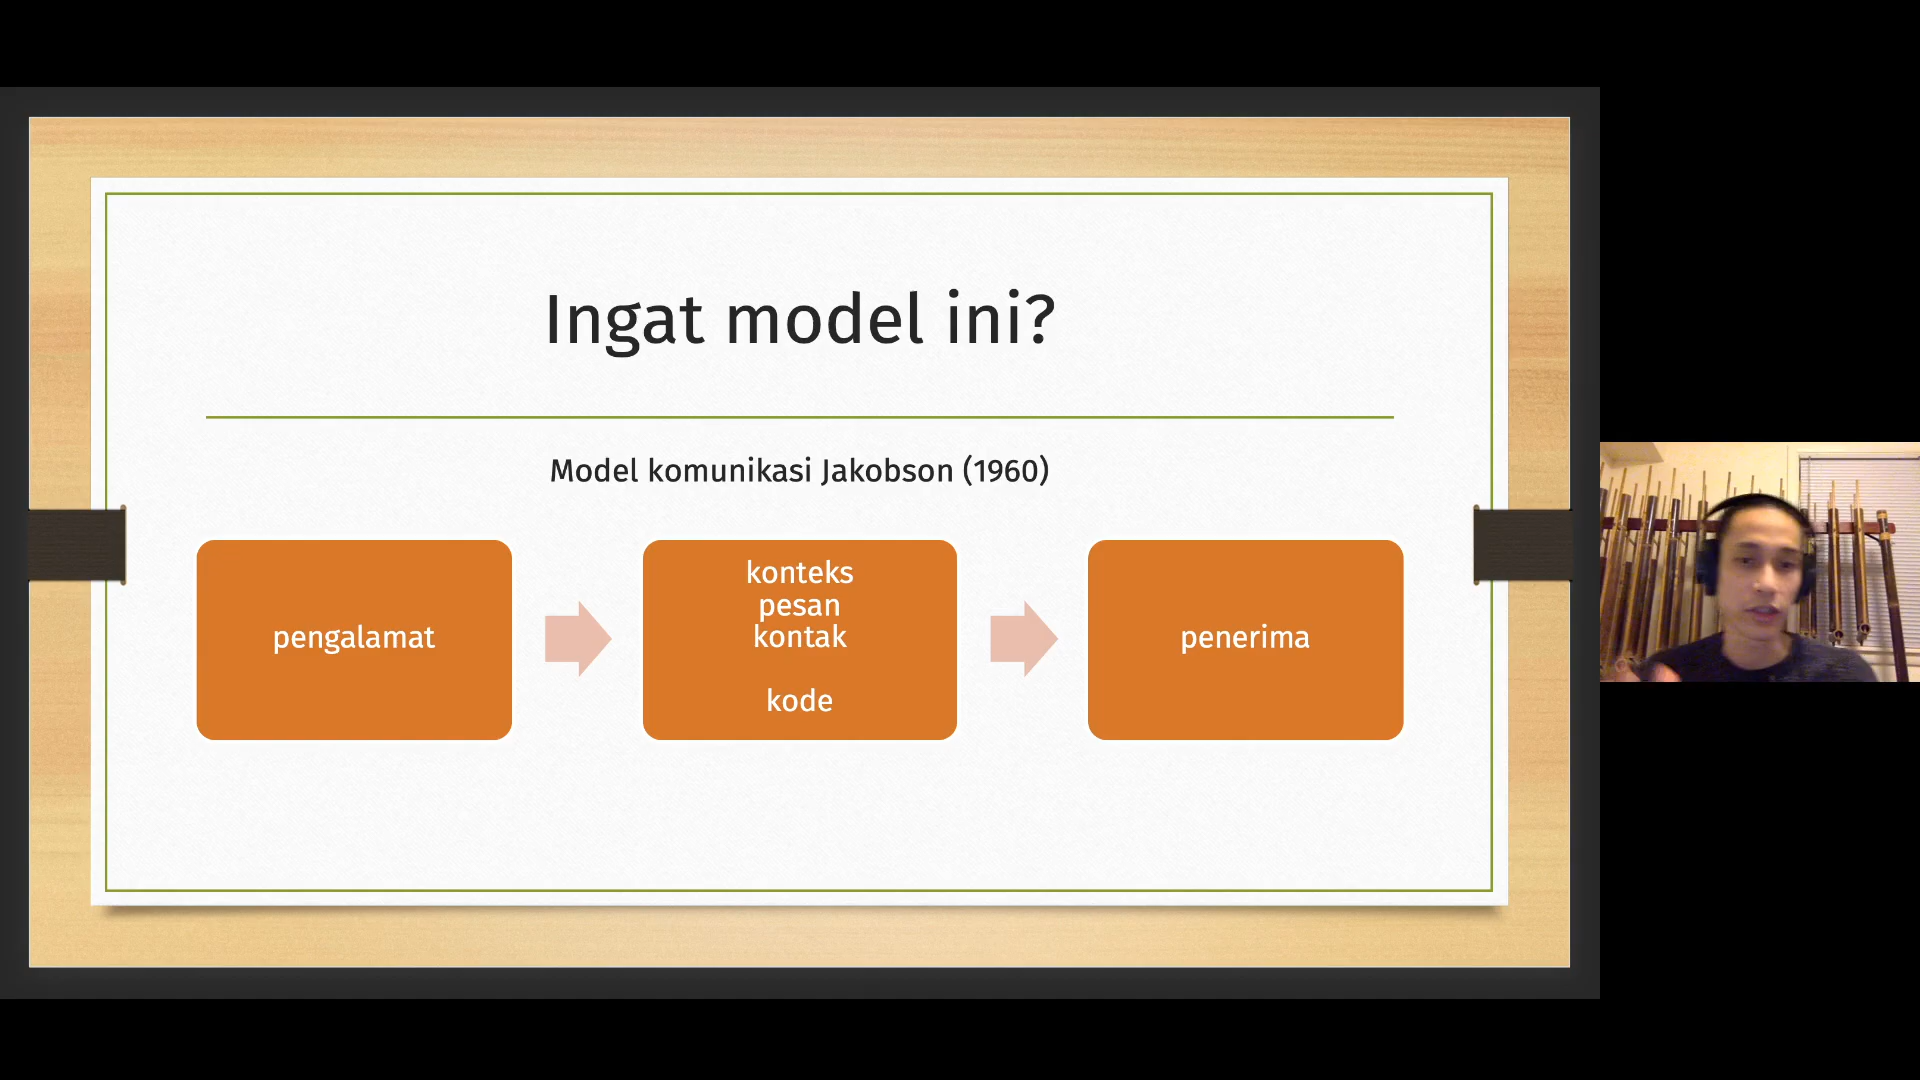 Ingat model ini?
Model komunikasi Jakobson (1960)
pengalamat
konteks
pesan
kontak
kode
penerima